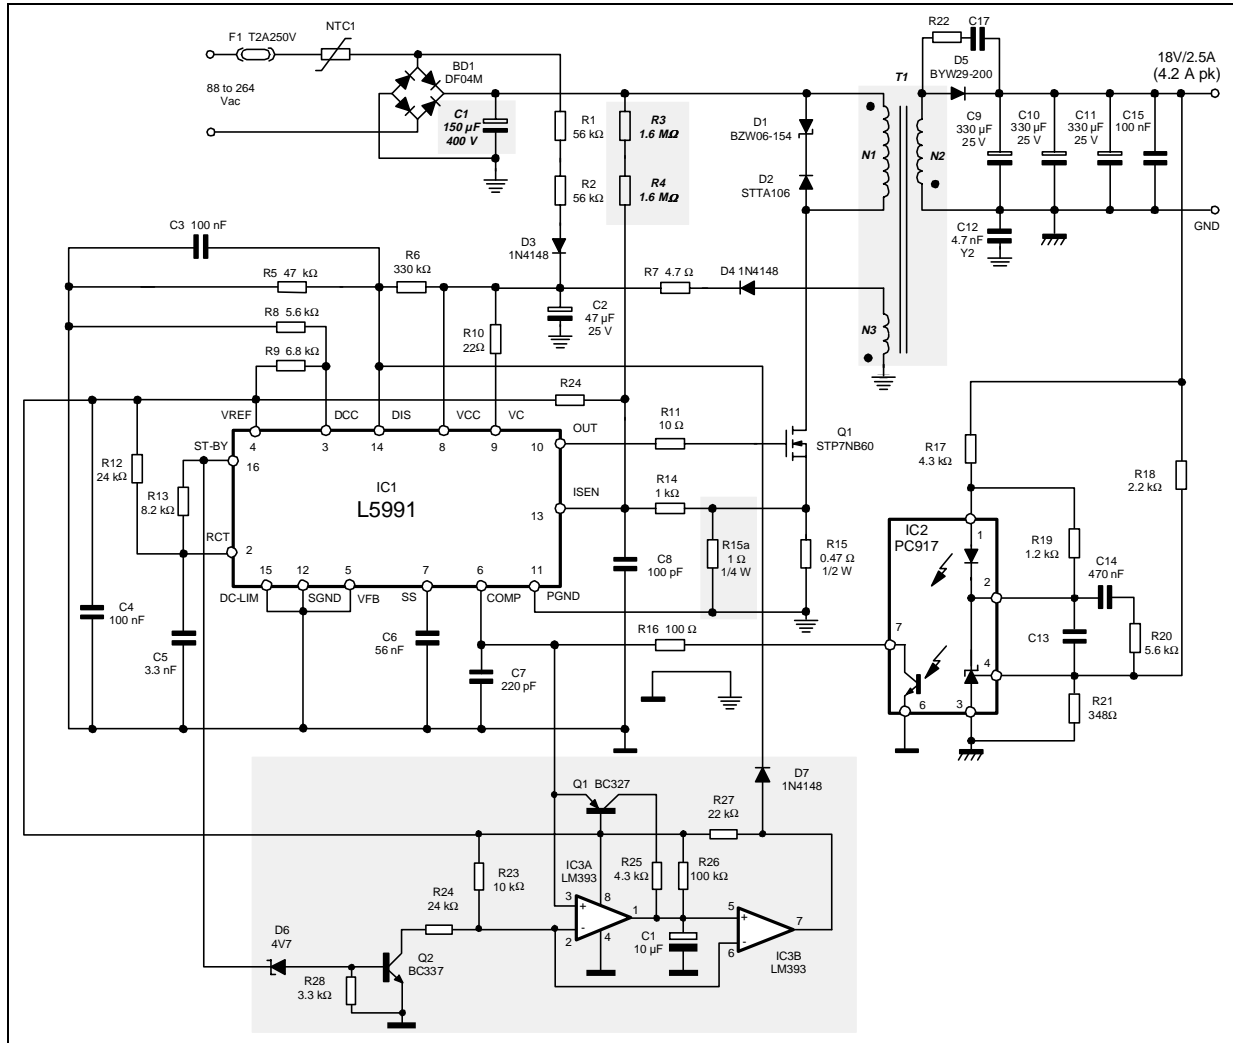 F1 T2A250V
NTC1
88 to 264
Vac
BD1
DF04M
C1
150 µF
400 V
R1
56 kΩ
R2
56 kΩ
R3
1.6 MΩ
R4
1.6 MΩ
D1
BZW06-154
D2
STTA106
T1
N1
N2
N3
R22
C17
D5
BYW29-200
18V/2.5A
(4.2 A pk)
C9
330 µF
25 V
C10
330 µF
25 V
C11
330 µF
25 V
C15
100 nF
GND
C12
4.7 nF
Y2
C3 100 nF
D3
1N4148
R5 47 kΩ
R6
330 kΩ
R7 4.7 Ω
D4 1N4148
C2
47 µF
25 V
R8 5.6 kΩ
R9 6.8 kΩ
R10
22Ω
R24
VREF
DCC
DIS
VCC
VC
OUT
4
3
14
8
9
10
ST-BY
16
IC1
L5991
R11
10 Ω
Q1
STP7NB60
R12
24 kΩ
R13
8.2 kΩ
ISEN
13
R14
1 kΩ
RCT
2
15
12
5
7
6
11
DC-LIM
SGND
VFB
SS
COMP
PGND
C8
100 pF
R15a
1 Ω
1/4 W
R15
0.47 Ω
1/2 W
R17
4.3 kΩ
R18
2.2 kΩ
IC2
PC917
1
2
R19
1.2 kΩ
C14
470 nF
C13
R20
5.6 kΩ
7
4
6
3
R21
348Ω
C4
100 nF
C5
3.3 nF
C6
56 nF
C7
220 pF
R16 100 Ω
Q1 BC327
D7
1N4148
R27
22 kΩ
R23
10 kΩ
IC3A
LM393
R25
4.3 kΩ
R26
100 kΩ
R24
24 kΩ
3
+
8
1
2
-
4
5
+
7
6
-
C1
10 µF
IC3B
LM393
D6
4V7
Q2
BC337
R28
3.3 kΩ